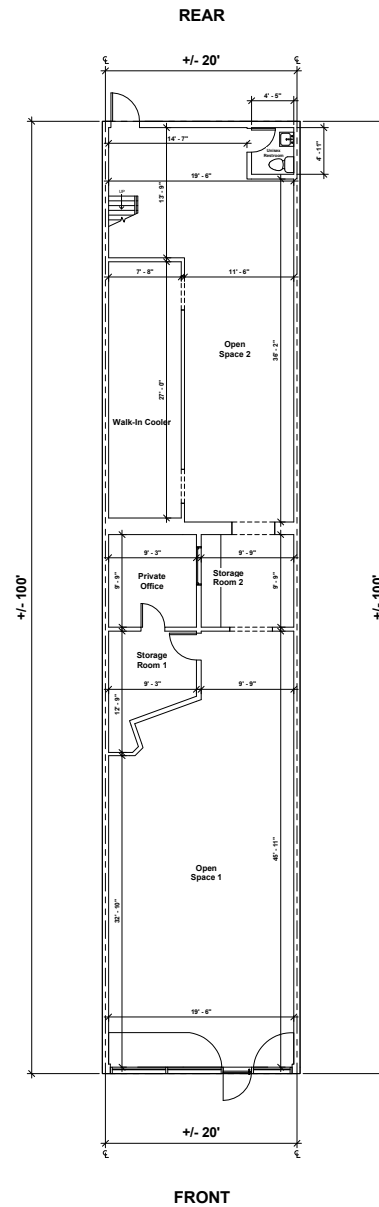 REAR
℄
+/- 20'
℄
4' - 5"
14' - 7"
Unisex
Restroom
4' - 11"
19' - 6"
13' - 9"
UP
7' - 8"
11' - 6"
Open
Space 2
36' - 2"
27' - 0"
Walk-In Cooler
9' - 3"
9' - 9"
Private
Office
Storage
Room 2
9' - 9"
9' - 9"
+/- 100'
+/- 100'
Storage
Room 1
9' - 3"
9' - 9"
12' - 9"
Open
Space 1
45' - 11"
32' - 10"
19' - 6"
+/- 20'
℄
℄
FRONT